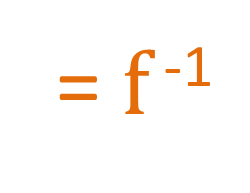 = f -1